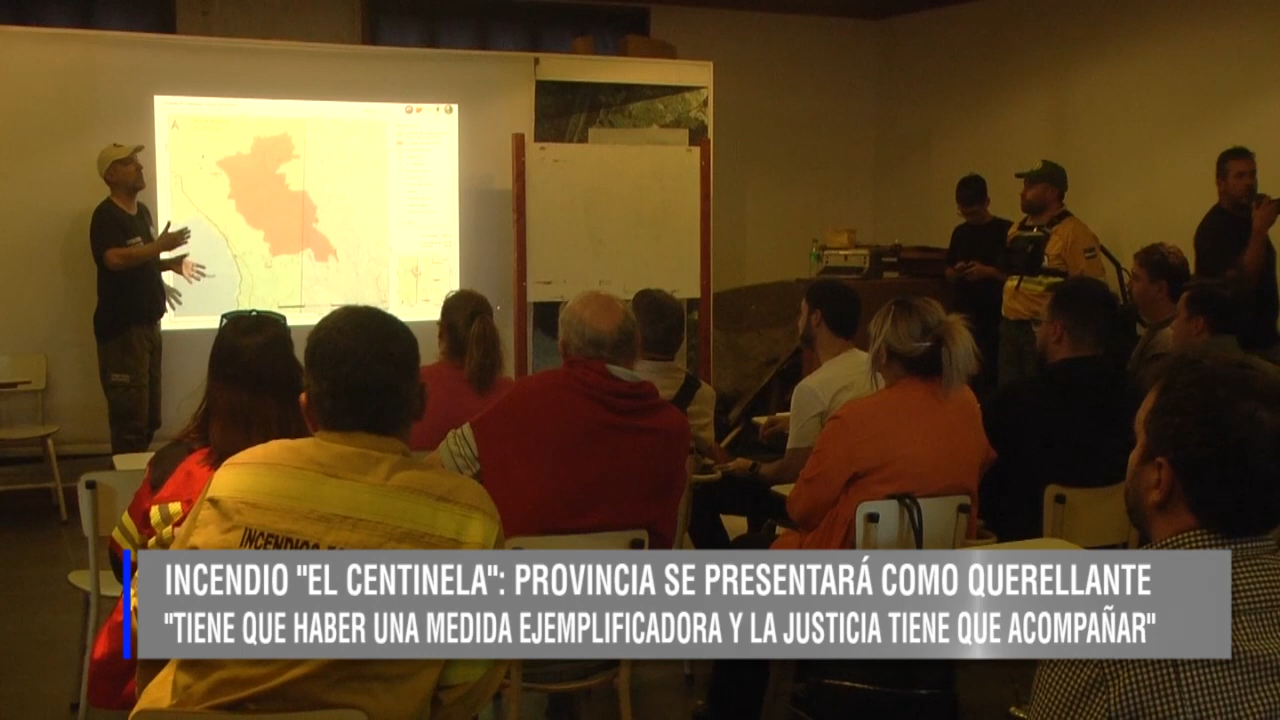 INCENDIOS
INCENDIO "EL CENTINELA": PROVINCIA SE PRESENTARÁ COMO QUERELLANTE
"TIENE QUE HABER UNA MEDIDA EJEMPLIFICADORA Y LA JUSTICIA TIENE QUE ACOMPAÑAR"